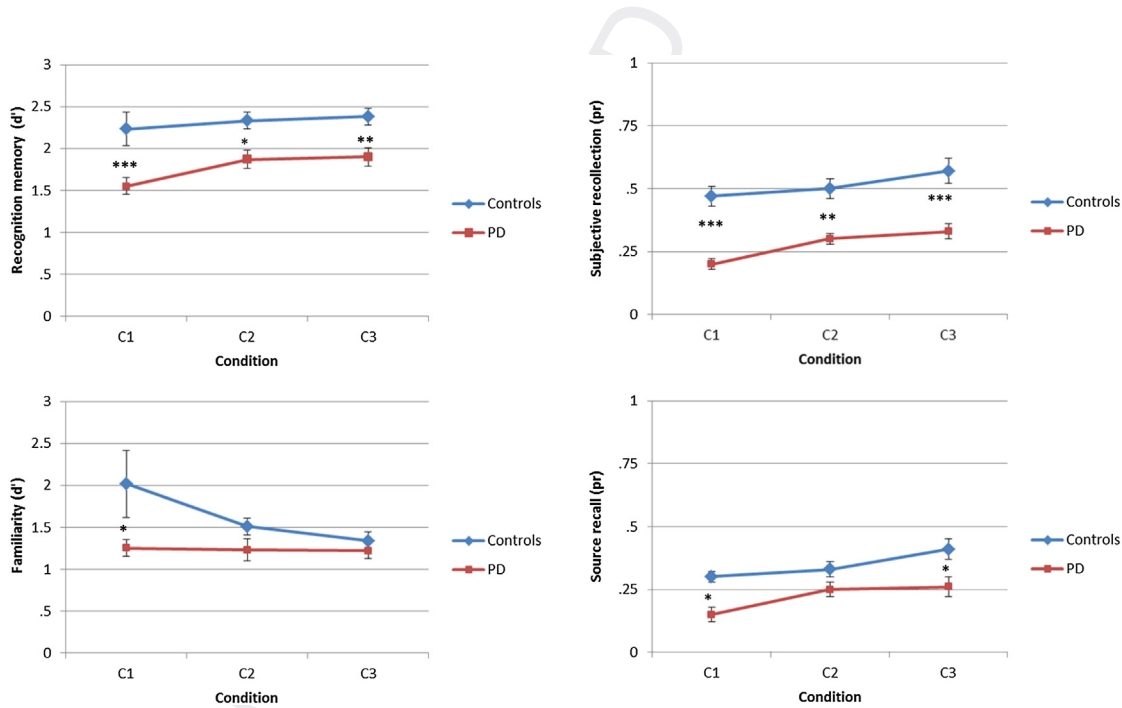 3
2.5
2
1.5
1
.5
0
Recognition memory (d')
***
*
**
C1
C2
C3
Condition
Controls
PD
1
.75
.5
.25
0
Subjective recollection (pr)
***
**
***
C1
C2
C3
Condition
Controls
PD
3
2.5
2
1.5
1
.5
0
Familiarity (d')
*
C1
C2
C3
Condition
Controls
PD
1
.75
.5
.25
0
Source recall (pr)
*
*
C1
C2
C3
Condition
Controls
PD